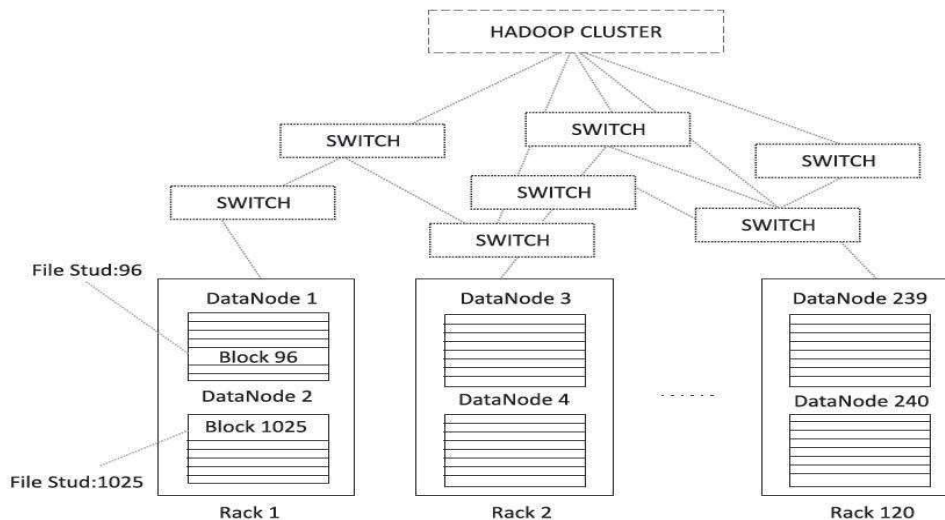 HADOOP CLUSTER
SWITCH
SWITCH
SWITCH
SWITCH
SWITCH
SWITCH
SWITCH
File Stud:96
DataNode 1
Block 96
DataNode 2
Block 1025
File Stud:1025
Rack 1
DataNode 3
DataNode 4
Rack 2
......
DataNode 239
DataNode 240
Rack 120